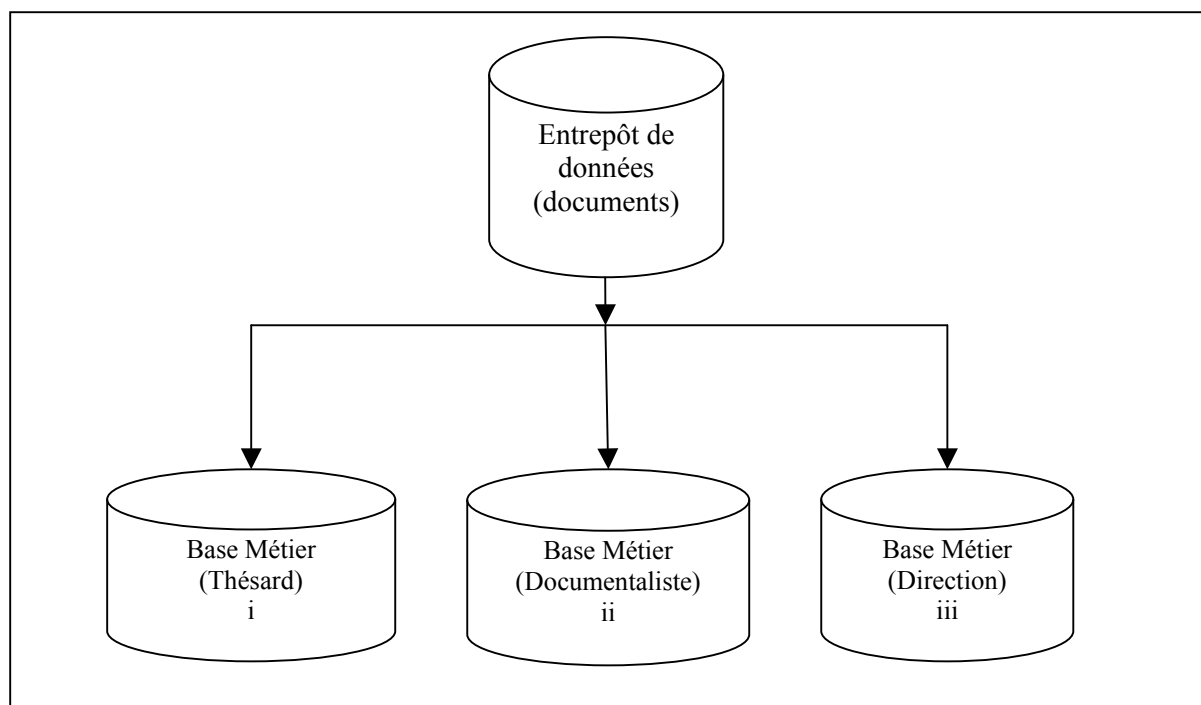 Entrepôt de
données
(documents)
Base Métier
(Thésard)
i
Base Métier
(Documentaliste)
ii
Base Métier
(Direction)
iii